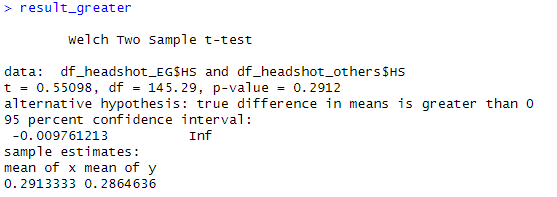 > result_greater
Welch Two Sample t-test
data:  df_headshot_EG$HS and df_headshot_others$HS
t = 0.55098, df = 145.29, p-value = 0.2912
alternative hypothesis: true difference in means is greater than 0
95 percent confidence interval:
-0.009761213          Inf
sample estimates:
mean of x mean of y
0.2913333 0.2864636